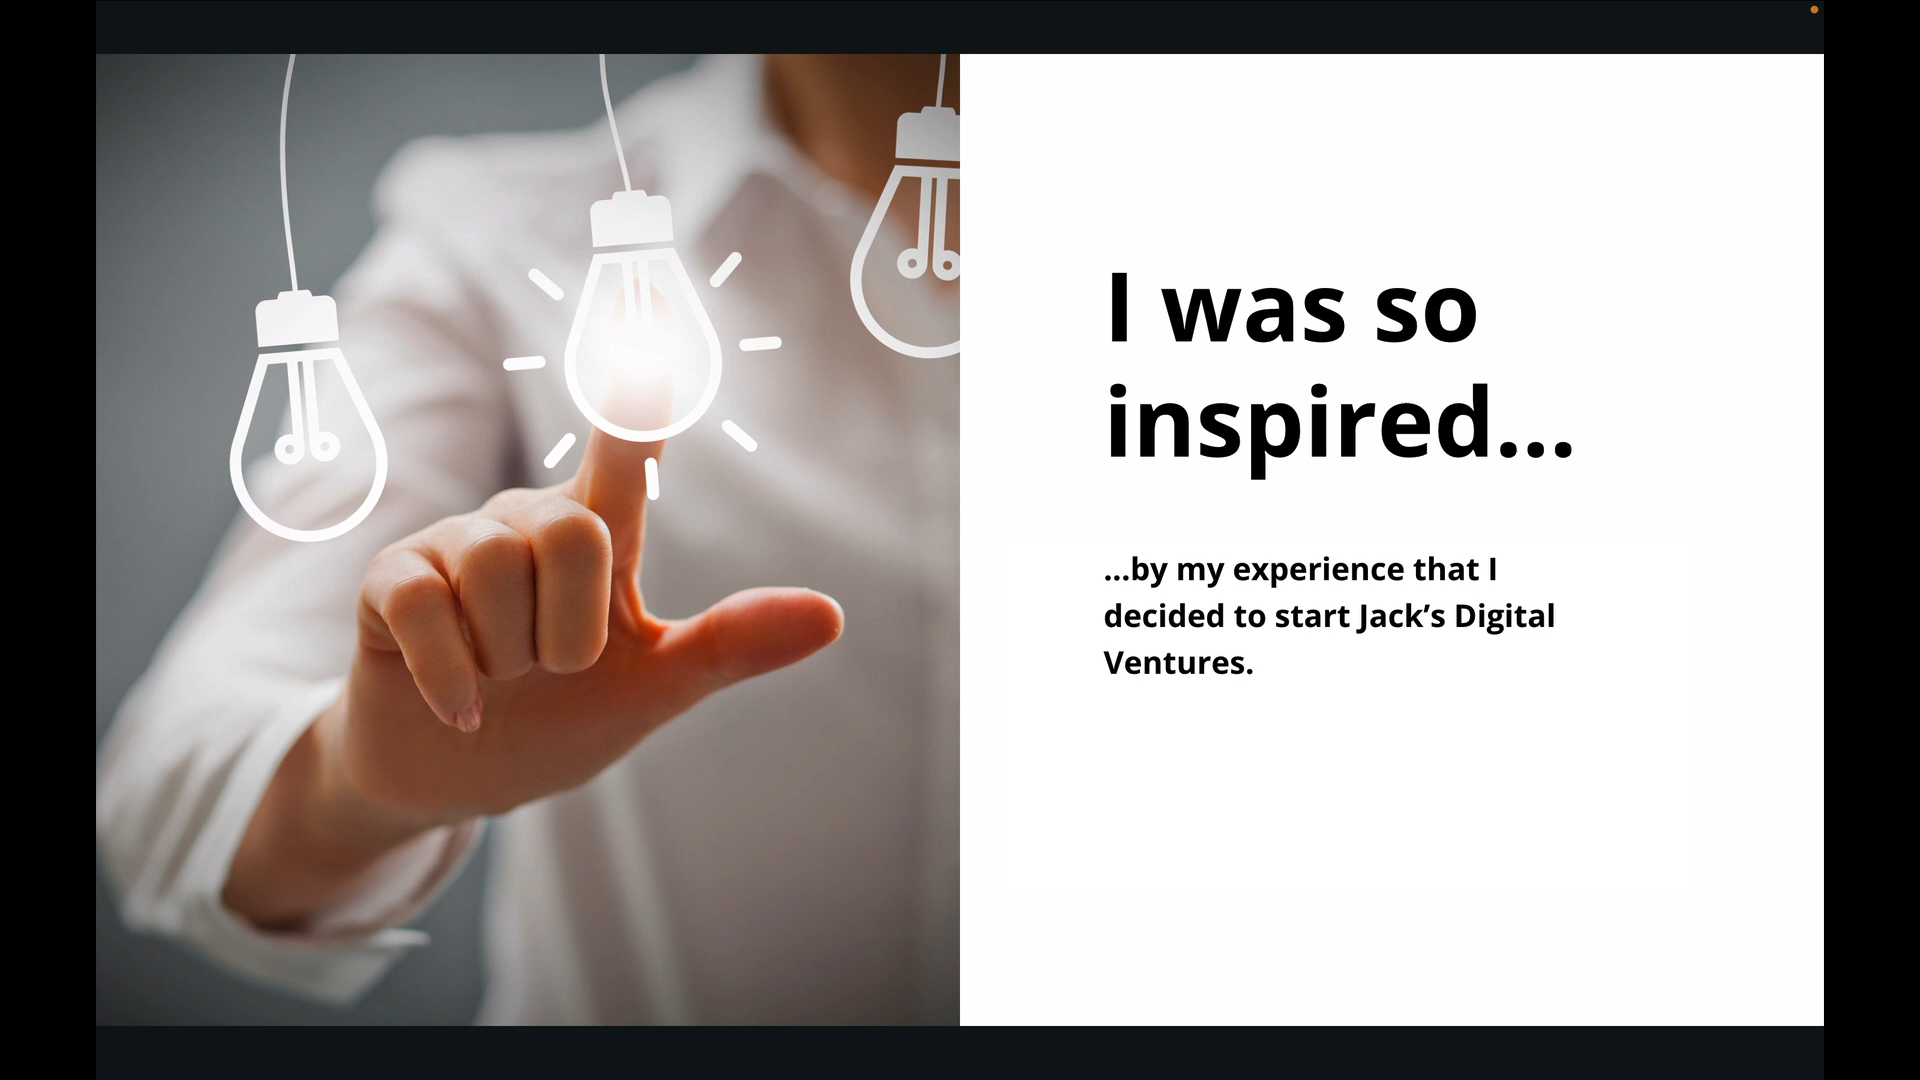 I was so
inspired...
...by my experience that I
decided to start Jack’s Digital
Ventures.